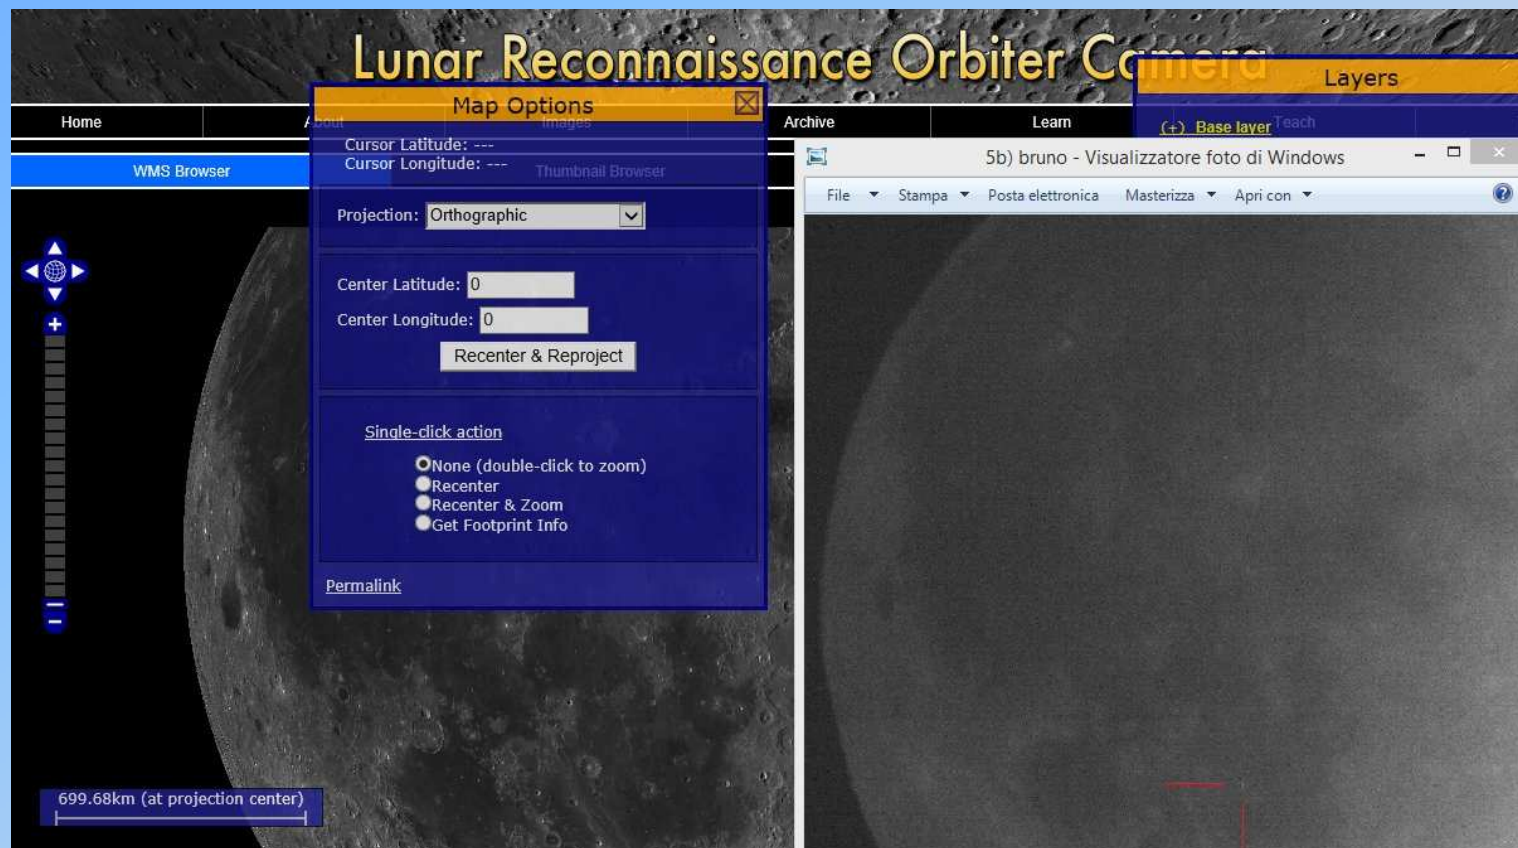 Lunar Reconnaissance Orbiter Camera
Layers
Map Options
Home
About
Images
Archive
Learn
Teach
(+) Base layer
Cursor Latitude: ---
Cursor Longitude: ---
WMS Browser
Thumbnail Browser
5b) bruno - Visualizzatore foto di Windows
File
Stampa
Posta elettronica
Masterizza
Apri con
Projection: Orthographic
Center Latitude: 0
Center Longitude: 0
Recenter & Reproject
Single-click action
None (double-click to zoom)
Recenter
Recenter & Zoom
Get Footprint Info
Permalink
699.68km (at projection center)